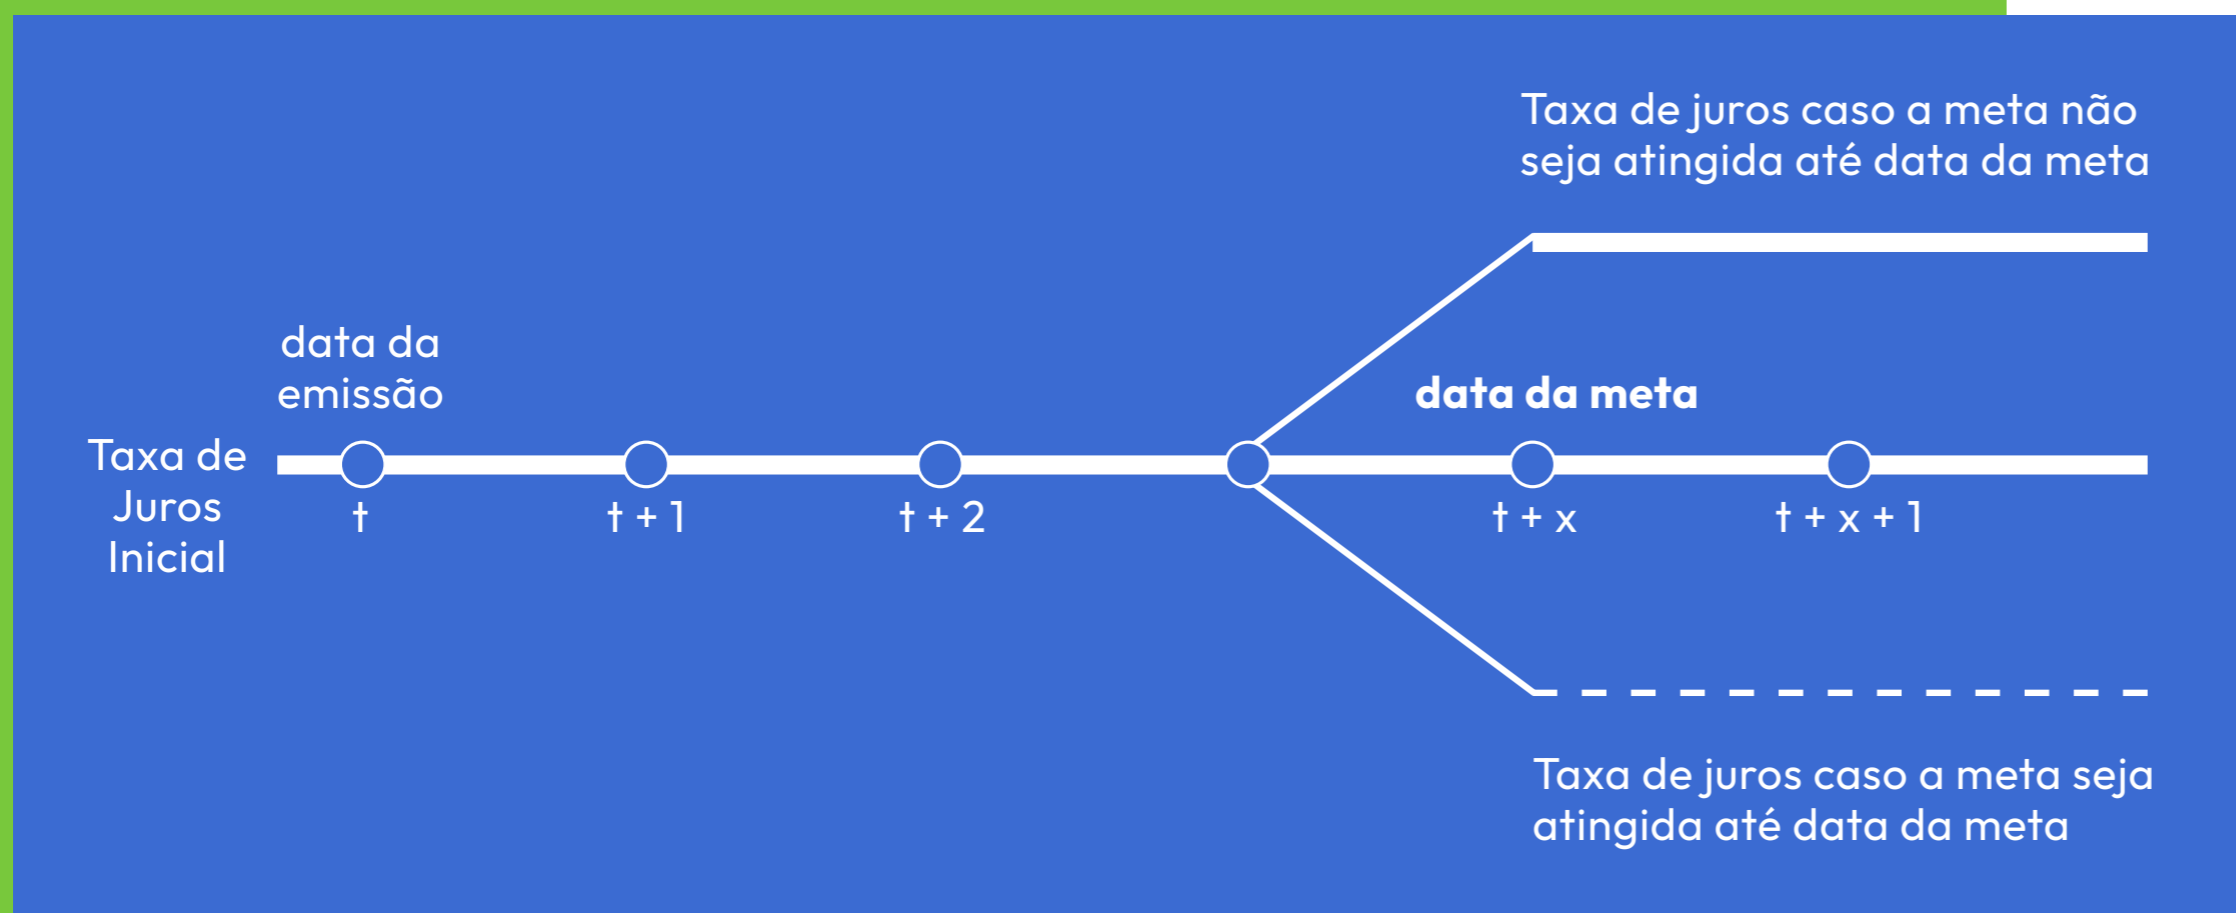 Taxa de juros caso a meta não
seja atingida até data da meta
data da
emissão
data da meta
Taxa de
Juros
Inicial
t
t + 1
t + 2
t + x
t + x + 1
Taxa de juros caso a meta seja
atingida até data da meta